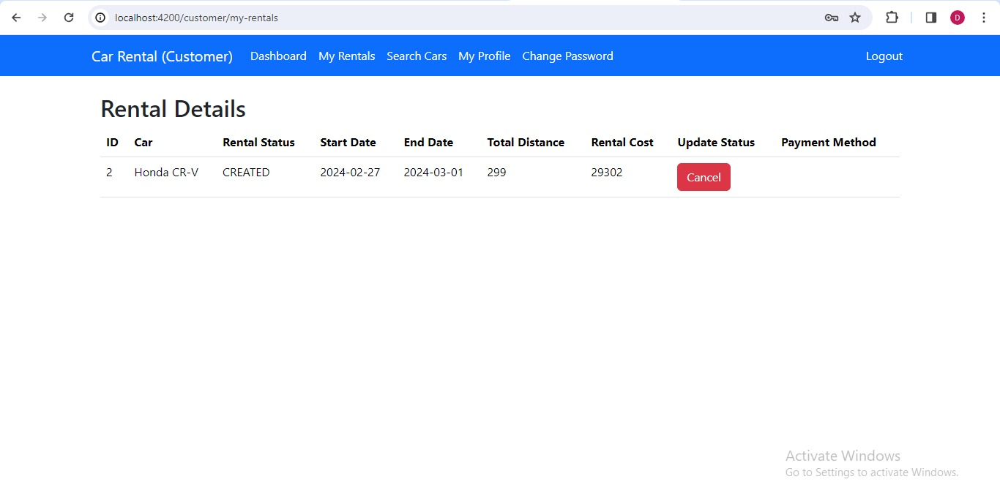 localhost:4200/customer/my-rentals
D
Car Rental (Customer) Dashboard My Rentals Search Cars My Profile Change Password Logout
Rental Details
ID Car Rental Status Start Date End Date Total Distance Rental Cost Update Status Payment Method
2 Honda CR-V CREATED 2024-02-27 2024-03-01 299 29302 Cancel
Activate Windows
Go to Settings to activate Windows.